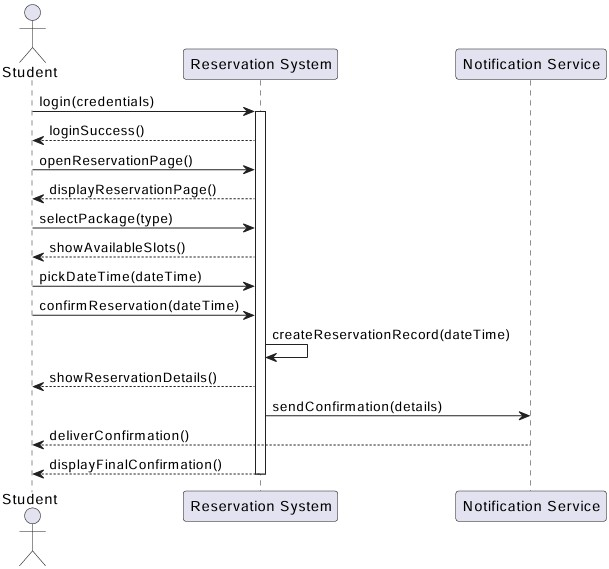 Student
Reservation System
Notification Service
login(credentials)
loginSuccess()
openReservationPage()
displayReservationPage()
selectPackage(type)
showAvailableSlots()
pickDateTime(dateTime)
confirmReservation(dateTime)
createReservationRecord(dateTime)
showReservationDetails()
sendConfirmation(details)
deliverConfirmation()
displayFinalConfirmation()
Student
Reservation System
Notification Service